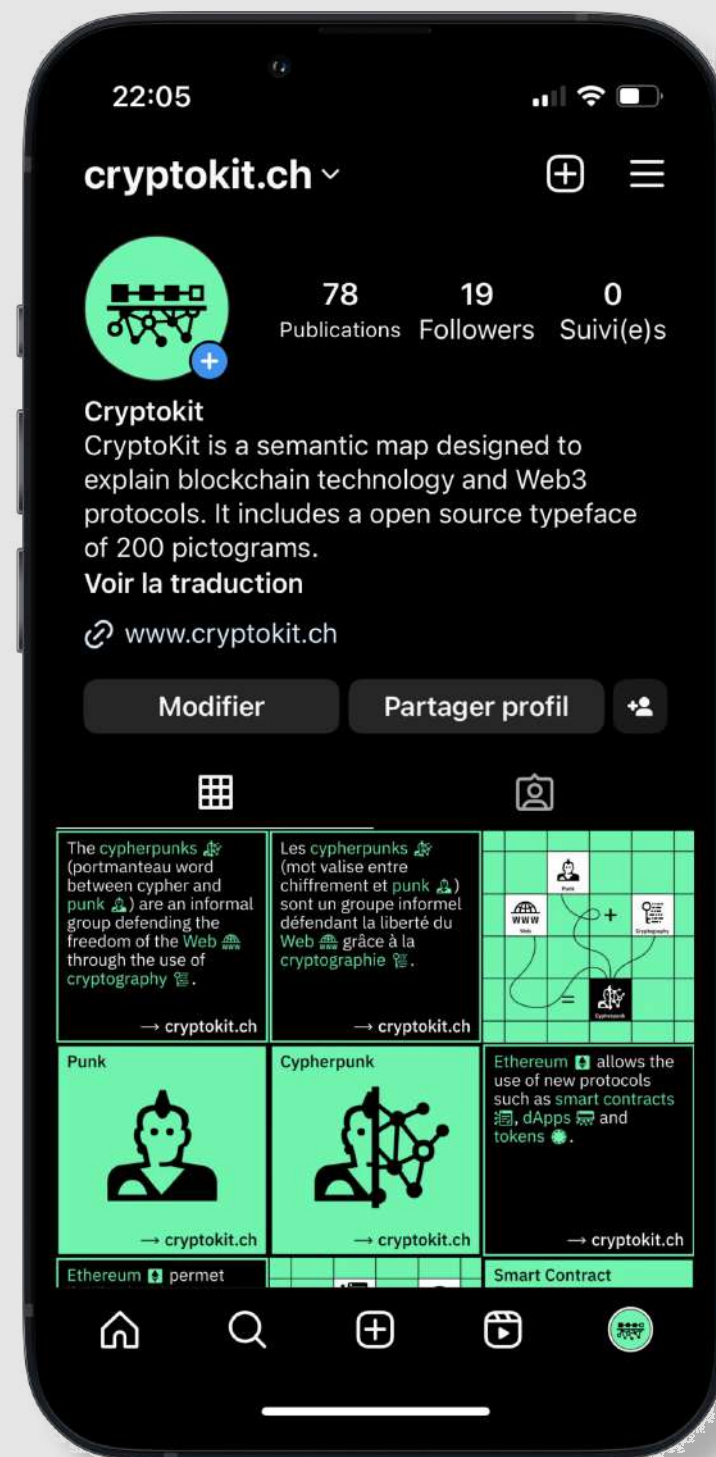 22:05
cryptokit.ch
78
19
0
Publications
Followers
Suivi(e)s
Cryptokit
CryptoKit is a semantic map designed to
explain blockchain technology and Web3
protocols. It includes a open source typeface
of 200 pictograms.
Voir la traduction
www.cryptokit.ch
Modifier
Partager profil
The cypherpunks
(portmanteau word
between cypher and
punk ) are an informal
group defending the
freedom of the Web
through the use of
cryptography .
→ cryptokit.ch
Les cypherpunks
(mot valise entre
chiffrement et punk )
sont un groupe informel
défendant la liberté du
Web grâce à la
cryptographie .
→ cryptokit.ch
Punk
WWW
Web
+
Cryptography
=
Cypherpunk
Punk
→ cryptokit.ch
Cypherpunk
→ cryptokit.ch
Ethereum allows the
use of new protocols
such as smart contracts
, dApps and
tokens .
→ cryptokit.ch
Ethereum permet
Smart Contract